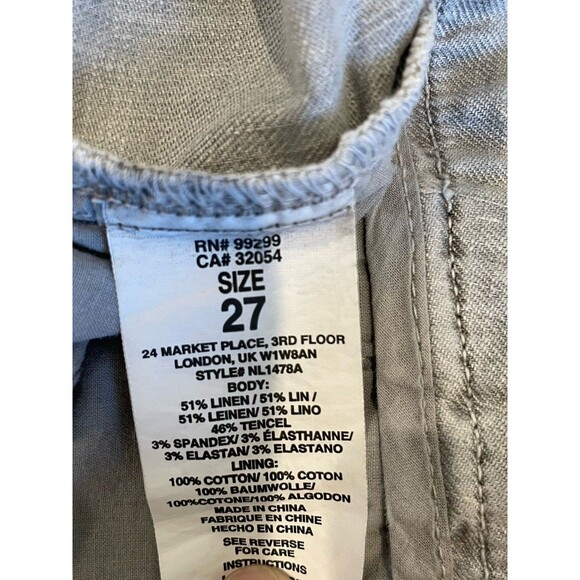 RN# 99299
CA# 32054
SIZE
27
24 MARKET PLACE, 3RD FLOOR
LONDON, UK W1W8AN
STYLE# NL1478A
BODY:
51% LINEN / 51% LIN /
51% LEINEN/ 51% LINO
46% TENCEL
3% SPANDEX/ 3% ÉLASTHANNE/
3% ELASTAN/ 3% ELASTANO
LINING:
100% COTTON/ 100% COTON
100% BAUMWOLLE/
100%COTONE/100% ALGODON
MADE IN CHINA
FABRIQUE EN CHINE
HECHO EN CHINO
SEE REVERSE
FOR CARE
INSTRUCTIONS